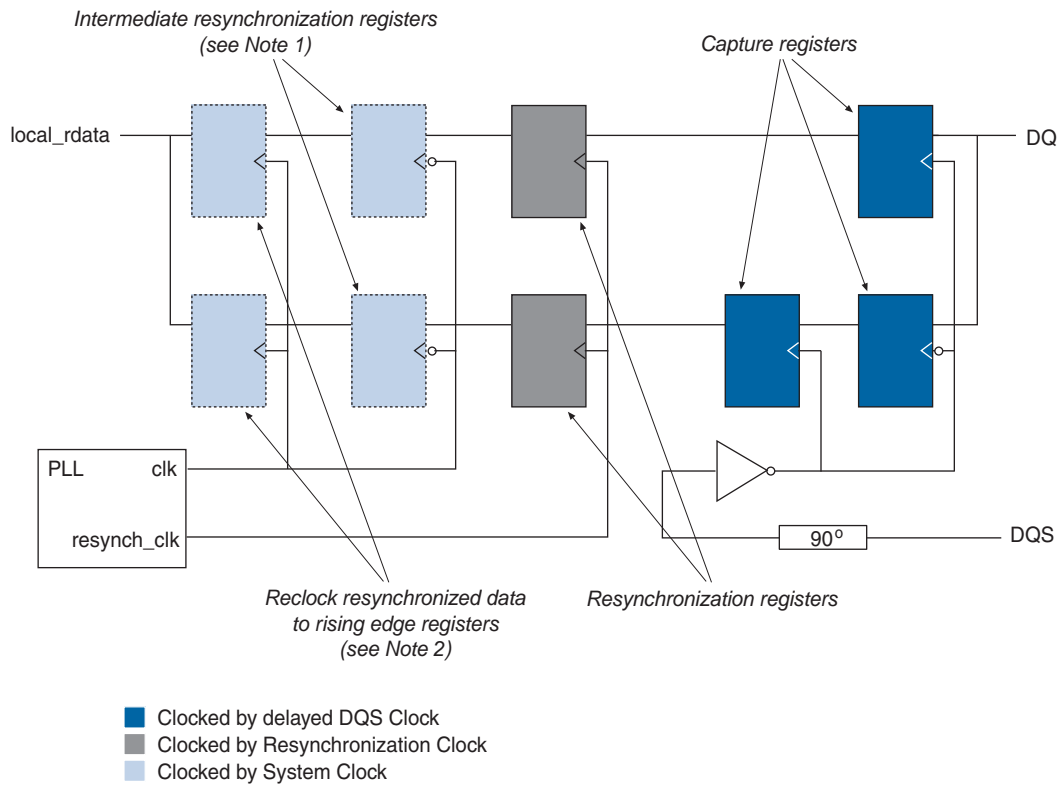 Intermediate resynchronization registers
(see Note 1)
Capture registers
local_rdata
DQ
PLL
clk
resynch_clk
90°
DQS
Reclock resynchronized data
to rising edge registers
(see Note 2)
Resynchronization registers
Clocked by delayed DQS Clock
Clocked by Resynchronization Clock
Clocked by System Clock